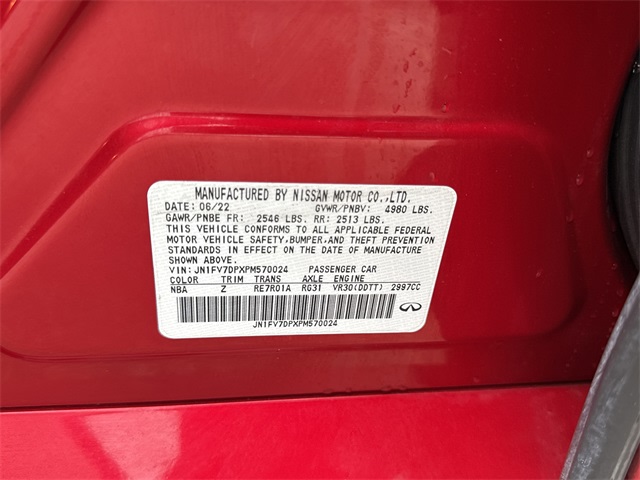 MANUFACTURED BY NISSAN MOTOR CO.,LTD.
DATE: 06/22 GVWR/PNBV: 4980 LBS.
GAWR/PNBE FR: 2546 LBS. RR: 2513 LBS.
THIS VEHICLE CONFORMS TO ALL APPLICABLE FEDERAL
MOTOR VEHICLE SAFETY,BUMPER,AND THEFT PREVENTION
STANDARDS IN EFFECT ON THE DATE OF MANUFACTURE
SHOWN ABOVE.
VIN: JN1FV7DPXPM570024 PASSENGER CAR
COLOR TRIM TRANS AXLE ENGINE
NBA Z RE7R01A RG31 VR30(DDTT) 2997CC
JN1FV7DPXPM570024